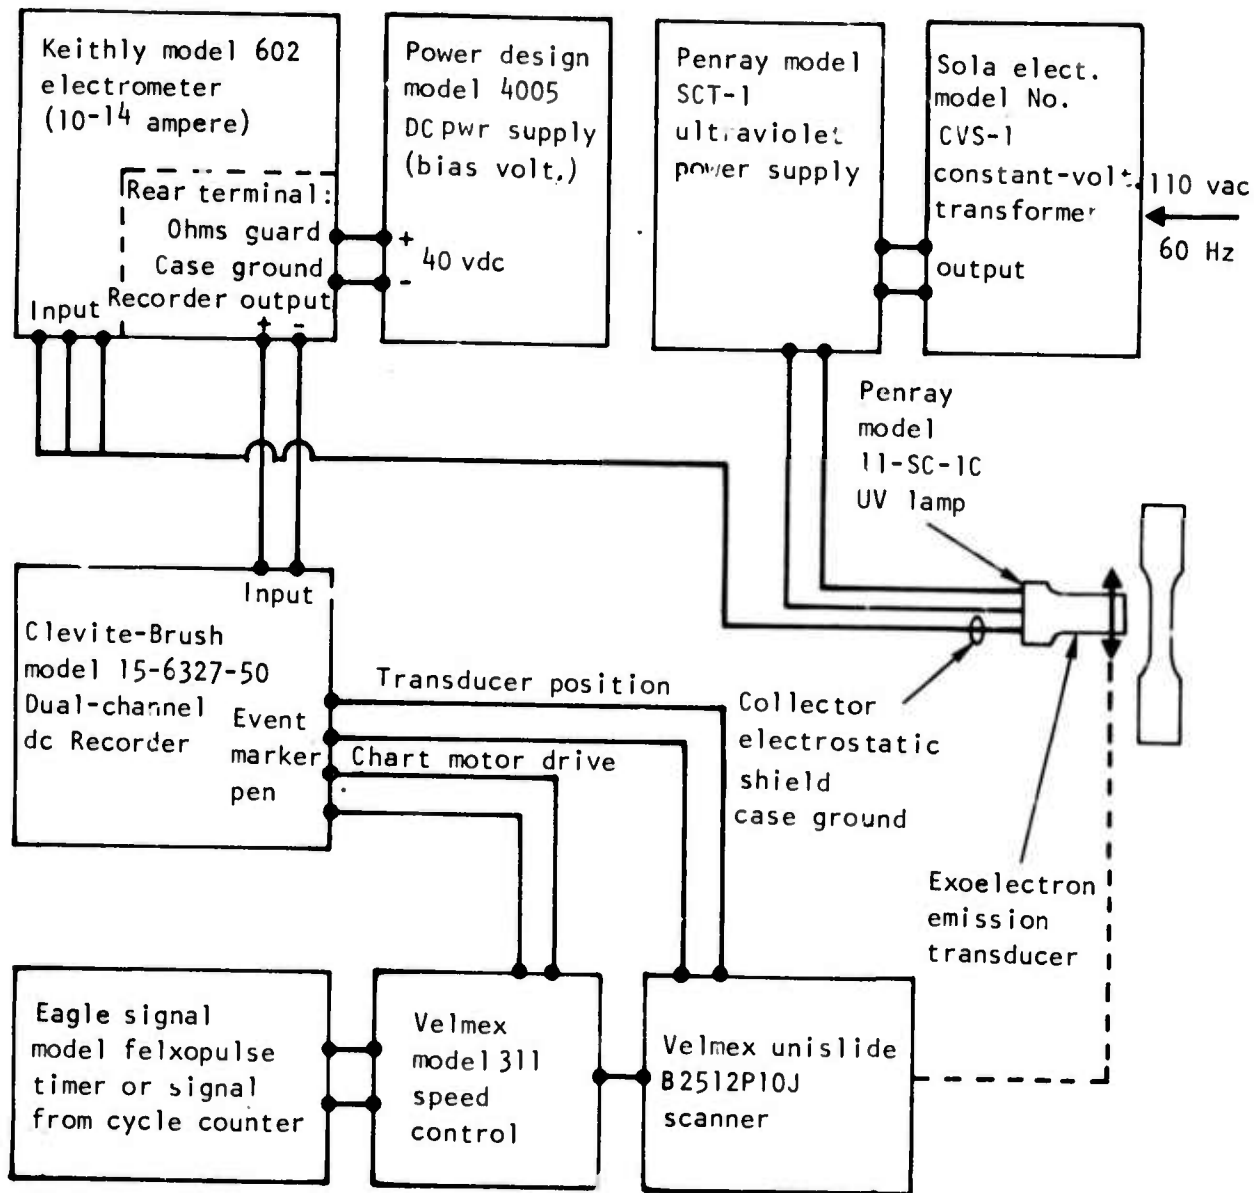 Keithly model 602
electrometer
(10-14 ampere)
Rear terminal:
Ohms guard
Case ground
Recorder output
+ -
Input
Power design
model 4005
DC pwr supply
(bias volt.)
+
40 vdc
-
Penray model
SCT-1
ultraviolet
power supply
Sola elect.
model No.
CVS-1
constant-volt.
transformer
output
110 vac
60 Hz
Penray
model
11-SC-1C
UV lamp
Input
Clevite-Brush
model 15-6327-50
Dual-channel
dc Recorder
Event
marker
pen
Transducer position
Chart motor drive
Collector
electrostatic
shield
case ground
Exoelectron
emission
transducer
Eagle signal
model felxopulse
timer or signal
from cycle counter
Velmex
model 311
speed
control
Velmex unislide
B2512P10J
scanner